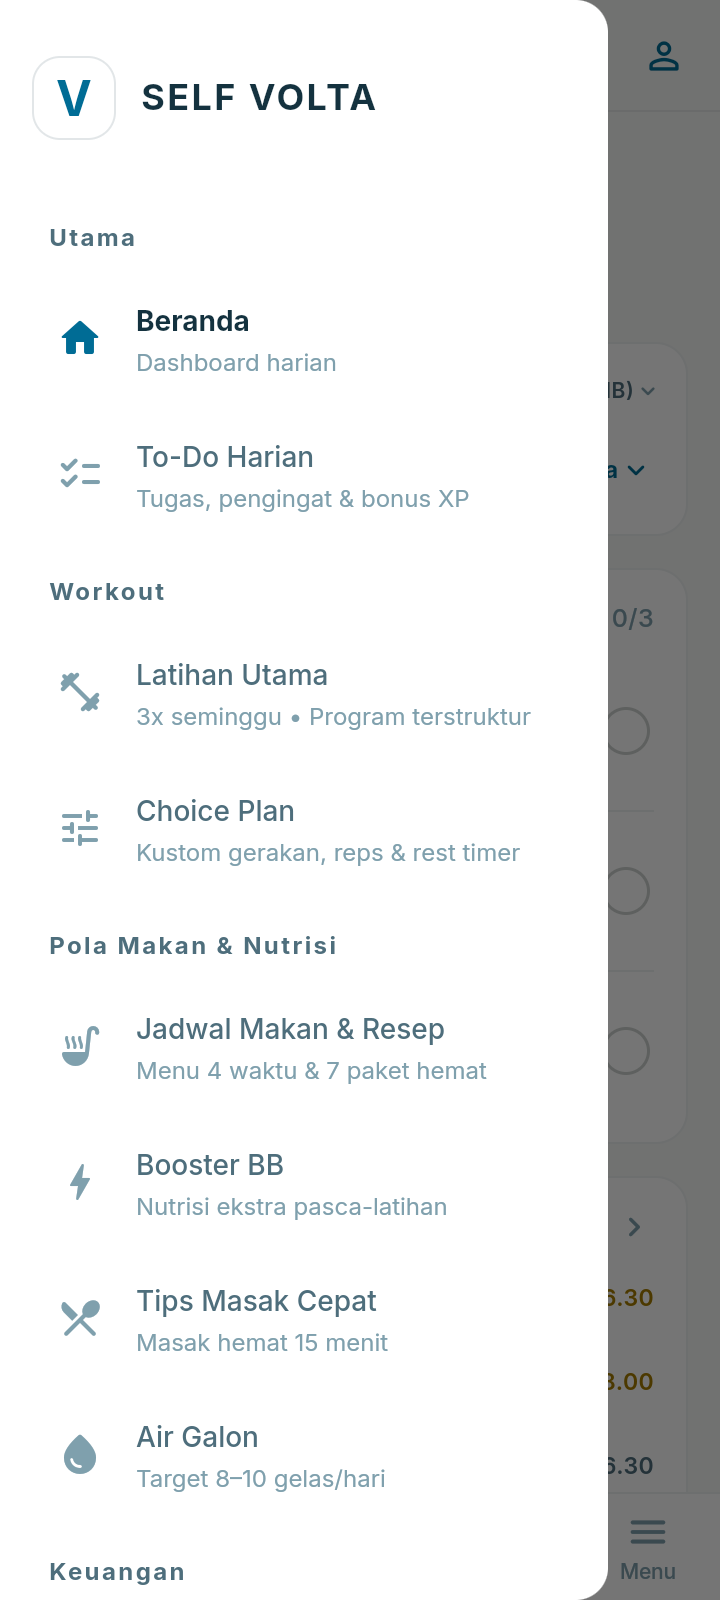 V
SELF VOLTA
Utama
Beranda
Dashboard harian
To-Do Harian
Tugas, pengingat & bonus XP
Workout
Latihan Utama
3x seminggu • Program terstruktur
Choice Plan
Kustom gerakan, reps & rest timer
Pola Makan & Nutrisi
Jadwal Makan & Resep
Menu 4 waktu & 7 paket hemat
Booster BB
Nutrisi ekstra pasca-latihan
Tips Masak Cepat
Masak hemat 15 menit
Air Galon
Target 8–10 gelas/hari
Keuangan
0/3
Menu